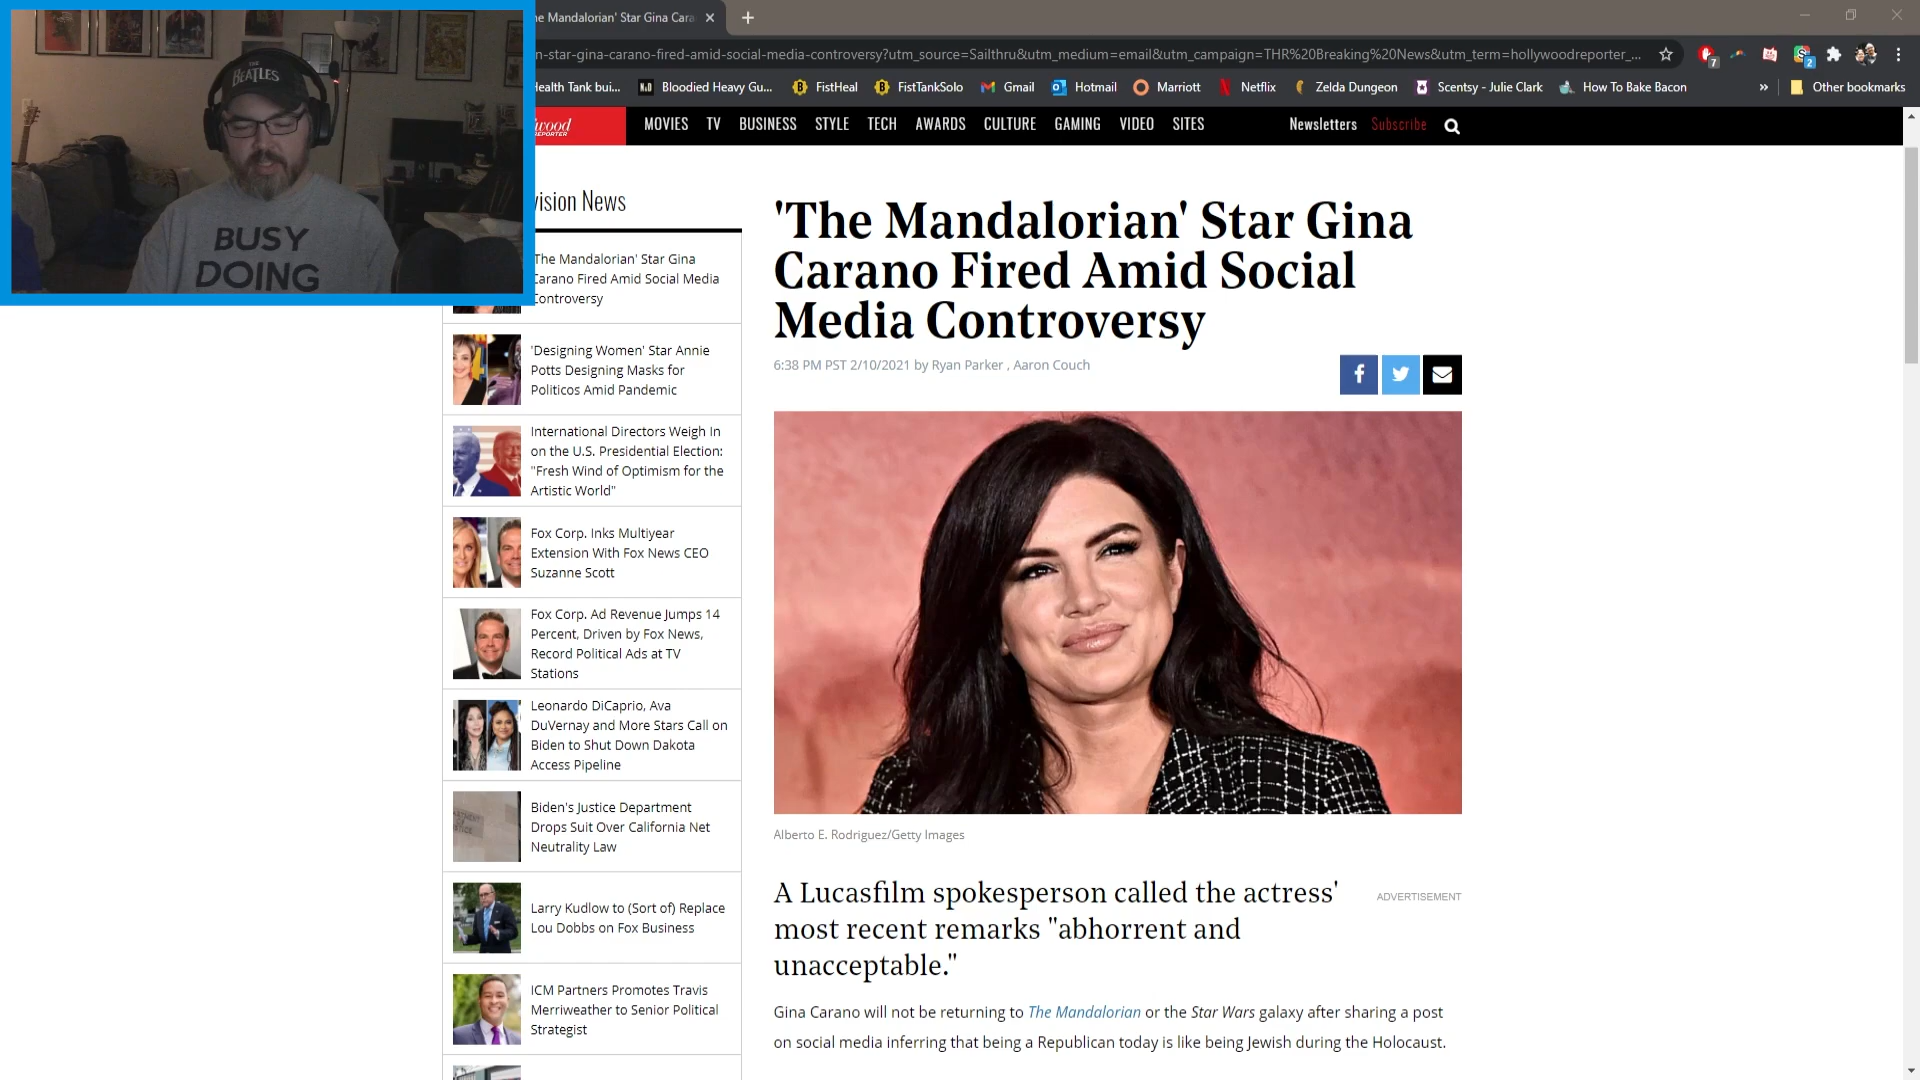 THE
BEATLES
BUSY
DOING
he Mandalorian' Star Gina Cara
n-star-gina-carano-fired-amid-social-media-controversy?utm_source=Sailthru&utm_medium=email&utm_campaign=THR%20Breaking%20News&utm_term=hollywoodreporter_...
7
2
Health Tank bui...
Bloodied Heavy Gu...
FistHeal
FistTankSolo
Gmail
Hotmail
Marriott
Netflix
Zelda Dungeon
Scentsy - Julie Clark
How To Bake Bacon
»
Other bookmarks
wood
REPORTER
MOVIES TV BUSINESS STYLE TECH AWARDS CULTURE GAMING VIDEO SITES
Newsletters Subscribe
vision News
The Mandalorian' Star Gina
Carano Fired Amid Social Media
Controversy
'Designing Women' Star Annie
Potts Designing Masks for
Politicos Amid Pandemic
International Directors Weigh In
on the U.S. Presidential Election:
"Fresh Wind of Optimism for the
Artistic World"
Fox Corp. Inks Multiyear
Extension With Fox News CEO
Suzanne Scott
Fox Corp. Ad Revenue Jumps 14
Percent, Driven by Fox News,
Record Political Ads at TV
Stations
Leonardo DiCaprio, Ava
DuVernay and More Stars Call on
Biden to Shut Down Dakota
Access Pipeline
Biden's Justice Department
Drops Suit Over California Net
Neutrality Law
Larry Kudlow to (Sort of) Replace
Lou Dobbs on Fox Business
ICM Partners Promotes Travis
Merriweather to Senior Political
Strategist
'The Mandalorian' Star Gina
Carano Fired Amid Social
Media Controversy
6:38 PM PST 2/10/2021 by Ryan Parker , Aaron Couch
Alberto E. Rodriguez/Getty Images
A Lucasfilm spokesperson called the actress'
most recent remarks "abhorrent and
unacceptable."
ADVERTISEMENT
Gina Carano will not be returning to The Mandalorian or the Star Wars galaxy after sharing a post
on social media inferring that being a Republican today is like being Jewish during the Holocaust.